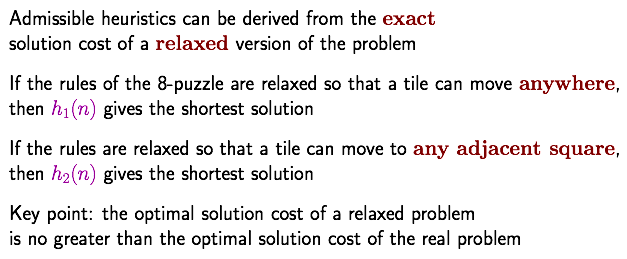 Admissible heuristics can be derived from the exact
solution cost of a relaxed version of the problem
If the rules of the 8-puzzle are relaxed so that a tile can move anywhere,
then h₁(n) gives the shortest solution
If the rules are relaxed so that a tile can move to any adjacent square,
then h₂(n) gives the shortest solution
Key point: the optimal solution cost of a relaxed problem
is no greater than the optimal solution cost of the real problem